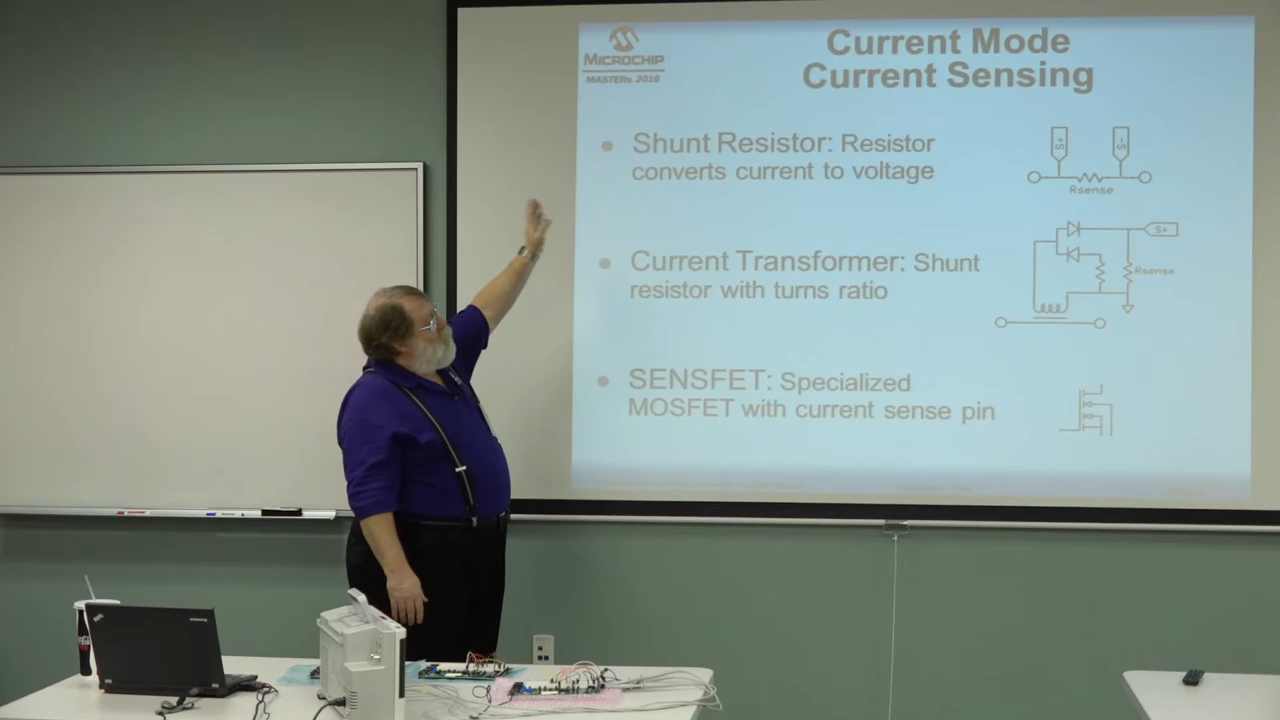 MICROCHIP
MASTERs 2016
Current Mode
Current Sensing
Shunt Resistor: Resistor
converts current to voltage
+S
-S
Rsense
Current Transformer: Shunt
resistor with turns ratio
S+
Rsense
SENSFET: Specialized
MOSFET with current sense pin